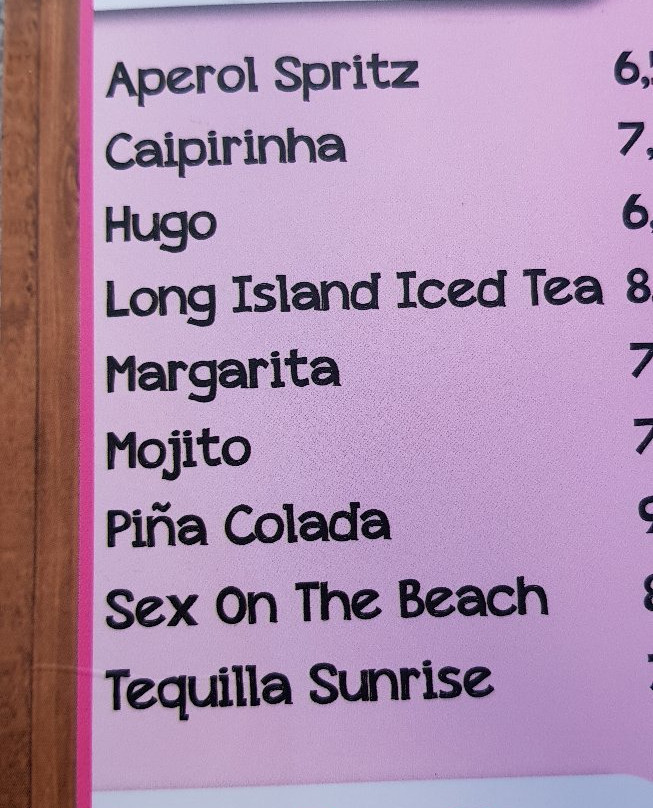 Aperol Spritz 6,
Caipirinha 7,
Hugo 6,
Long Island Iced Tea 8
Margarita 7
Mojito 7
Piña Colada
Sex On The Beach
Tequilla Sunrise